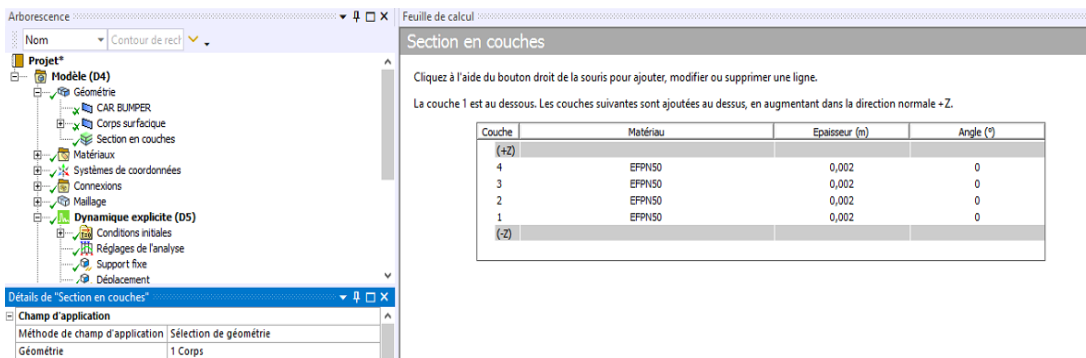 Arborescence
Nom Contour de rech
Projet*
Modèle (D4)
Géométrie
CAR BUMPER
Corps surfacique
Section en couches
Matériaux
Systèmes de coordonnées
Connexions
Maillage
Dynamique explicite (D5)
Conditions initiales
Réglages de l'analyse
Support fixe
Déplacement
Détails de "Section en couches"
Champ d'application
Méthode de champ d'application Sélection de géométrie
Géométrie 1 Corps
Feuille de calcul
Section en couches
Cliquez à l'aide du bouton droit de la souris pour ajouter, modifier ou supprimer une ligne.
La couche 1 est au dessous. Les couches suivantes sont ajoutées au dessus, en augmentant dans la direction normale +Z.
Couche Matériau Epaisseur (m) Angle (°)
(+Z)
4 EFPN50 0,002 0
3 EFPN50 0,002 0
2 EFPN50 0,002 0
1 EFPN50 0,002 0
(-Z)